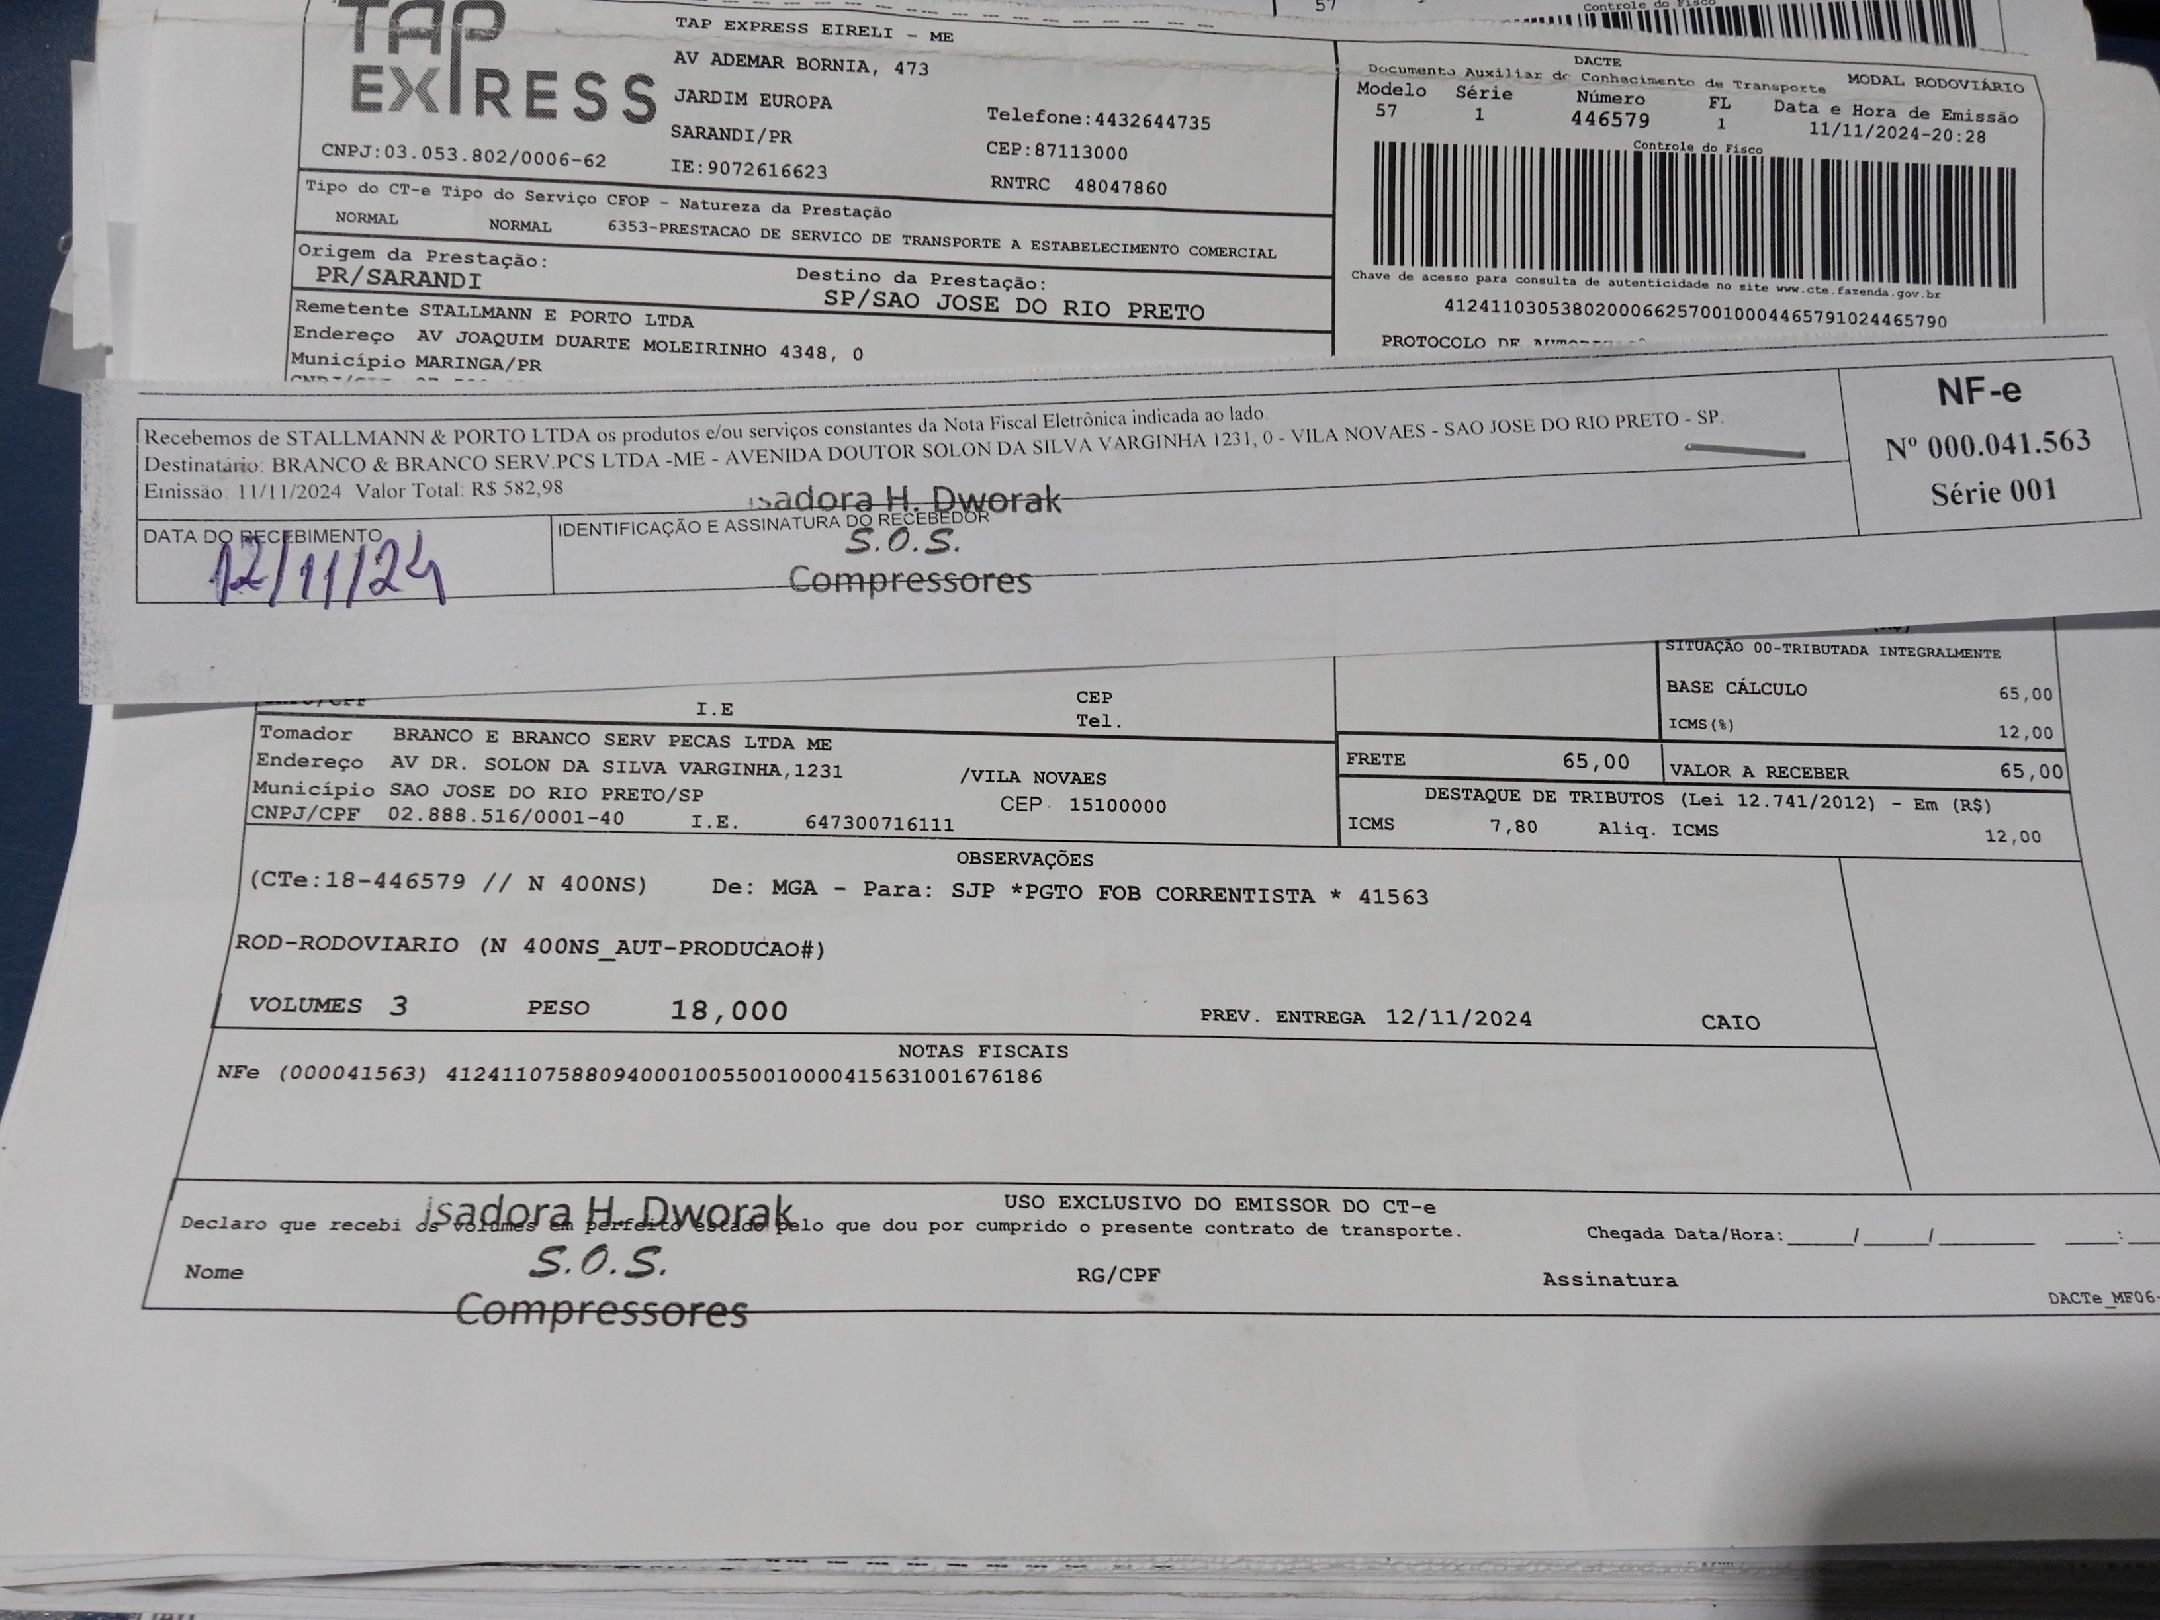 57
Controle do Fisco
TAP EXPRESS
TAP EXPRESS EIRELI - ME
AV ADEMAR BORNIA, 473
JARDIM EUROPA
SARANDI/PR
IE:9072616623
Telefone:4432644735
CEP:87113000
RNTRC 48047860
CNPJ:03.053.802/0006-62
DACTE
Documento Auxiliar de Conhecimento de Transporte
MODAL RODOVIÁRIO
Modelo Série Número FL Data e Hora de Emissão
57 1 446579 1 11/11/2024-20:28
Controle do Fisco
Chave de acesso para consulta de autenticidade no site www.cte.fazenda.gov.br
41241103053802000662570010004465791024465790
PROTOCOLO DE
Tipo do CT-e Tipo do Serviço CFOP - Natureza da Prestação
NORMAL NORMAL 6353-PRESTACAO DE SERVICO DE TRANSPORTE A ESTABELECIMENTO COMERCIAL
Origem da Prestação:
PR/SARANDI
Destino da Prestação:
SP/SAO JOSE DO RIO PRETO
Remetente STALLMANN E PORTO LTDA
Endereço AV JOAQUIM DUARTE MOLEIRINHO 4348, 0
Município MARINGA/PR
Recebemos de STALLMANN & PORTO LTDA os produtos e/ou serviços constantes da Nota Fiscal Eletrônica indicada ao lado.
Destinatário: BRANCO & BRANCO SERV.PCS LTDA -ME - AVENIDA DOUTOR SOLON DA SILVA VARGINHA 1231, 0 - VILA NOVAES - SAO JOSE DO RIO PRETO - SP.
Emissão: 11/11/2024 Valor Total: R$ 582,98
NF-e
Nº 000.041.563
Série 001
DATA DO RECEBIMENTO
12/11/24
IDENTIFICAÇÃO E ASSINATURA DO RECEBEDOR
Isadora H. Dworak
S.O.S.
Compressores
SITUAÇÃO 00-TRIBUTADA INTEGRALMENTE
BASE CÁLCULO 65,00
ICMS(%) 12,00
CNPJ/CPF I.E CEP
Tel.
Tomador BRANCO E BRANCO SERV PECAS LTDA ME
Endereço AV DR. SOLON DA SILVA VARGINHA,1231 /VILA NOVAES
Município SAO JOSE DO RIO PRETO/SP CEP. 15100000
CNPJ/CPF 02.888.516/0001-40 I.E. 647300716111
FRETE 65,00 VALOR A RECEBER 65,00
DESTAQUE DE TRIBUTOS (Lei 12.741/2012) - Em (R$)
ICMS 7,80 Aliq. ICMS 12,00
OBSERVAÇÕES
(CTe:18-446579 // N 400NS) De: MGA - Para: SJP *PGTO FOB CORRENTISTA * 41563
ROD-RODOVIARIO (N 400NS_AUT-PRODUCAO#)
VOLUMES 3 PESO 18,000 PREV. ENTREGA 12/11/2024 CAIO
NOTAS FISCAIS
NFe (000041563) 41241107588094000100550010000415631001676186
USO EXCLUSIVO DO EMISSOR DO CT-e
Declaro que recebi os volumes em perfeito estado pelo que dou por cumprido o presente contrato de transporte.
Chegada Data/Hora:_____/_____/_______ ____:
Isadora H. Dworak
S.O.S.
Compressores
Nome RG/CPF Assinatura
DACTe_MF06-